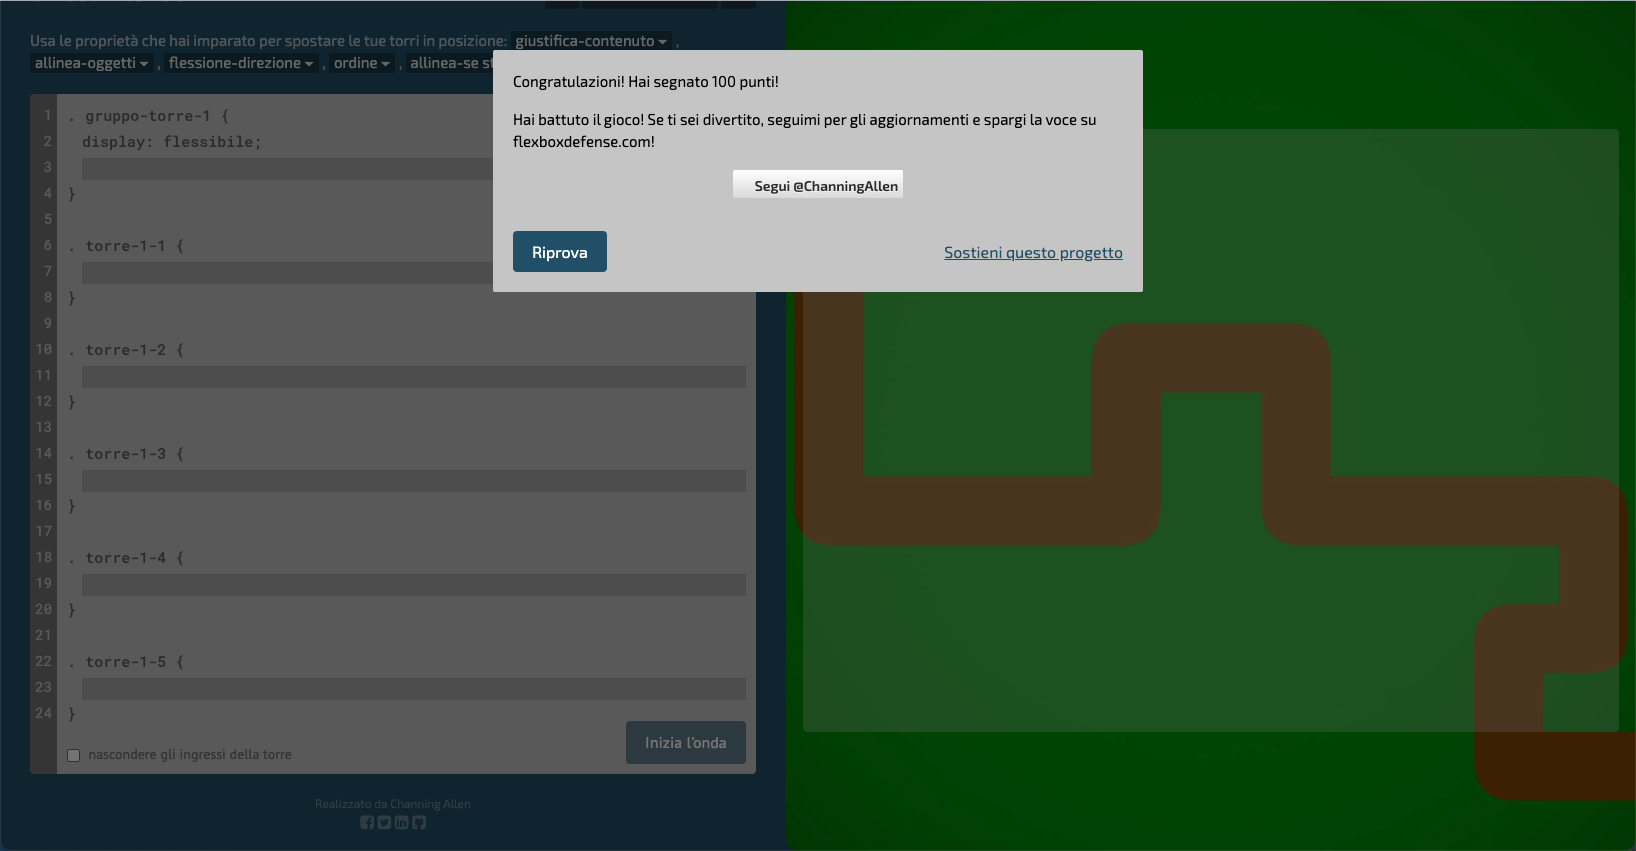 Usa le proprietà che hai imparato per spostare le tue torri in posizione: giustifica-contenuto ,
allinea-oggetti , flessione-direzione , ordine , allinea-se
Congratulazioni! Hai segnato 100 punti!
Hai battuto il gioco! Se ti sei divertito, seguimi per gli aggiornamenti e spargi la voce su
flexboxdefense.com!
Segui @ChanningAllen
Riprova
Sostieni questo progetto
1 . gruppo-torre-1 {
2 display: flessibile;
3
4 }
5
6 . torre-1-1 {
7
8 }
9
10 . torre-1-2 {
11
12 }
13
14 . torre-1-3 {
15
16 }
17
18 . torre-1-4 {
19
20 }
21
22 . torre-1-5 {
23
24 }
nascondere gli ingressi della torre
Inizia l'onda
Realizzato da Channing Allen